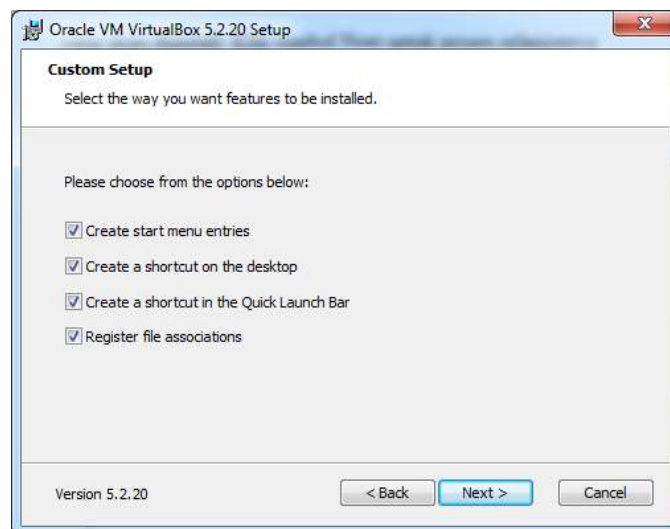 Oracle VM VirtualBox 5.2.20 Setup
Custom Setup
Select the way you want features to be installed.
Please choose from the options below:
Create start menu entries
Create a shortcut on the desktop
Create a shortcut in the Quick Launch Bar
Register file associations
Version 5.2.20
< Back
Next >
Cancel